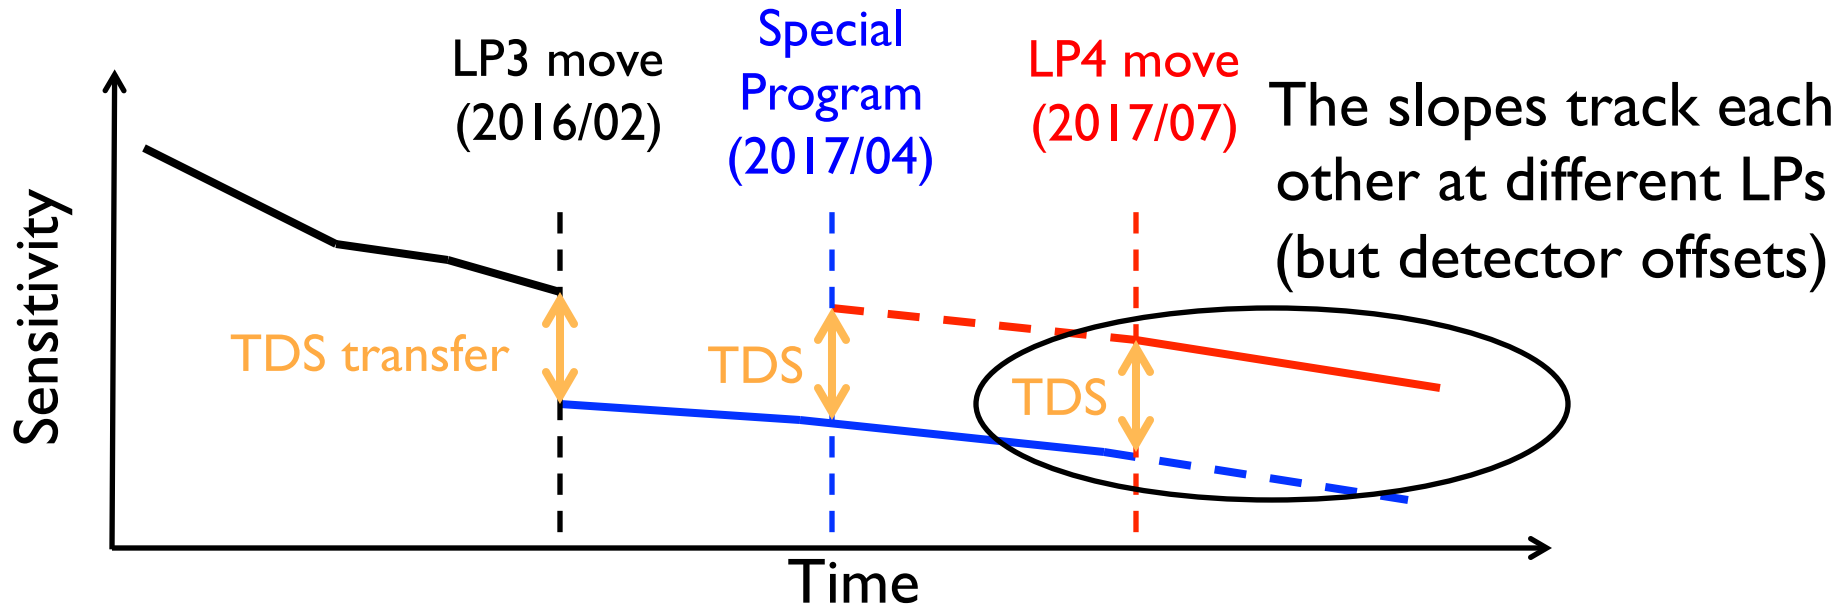 LP3 move
(2016/02)
Special
Program
(2017/04)
LP4 move
(2017/07)
The slopes track each
other at different LPs
(but detector offsets)
Sensitivity
TDS transfer
TDS
TDS
Time